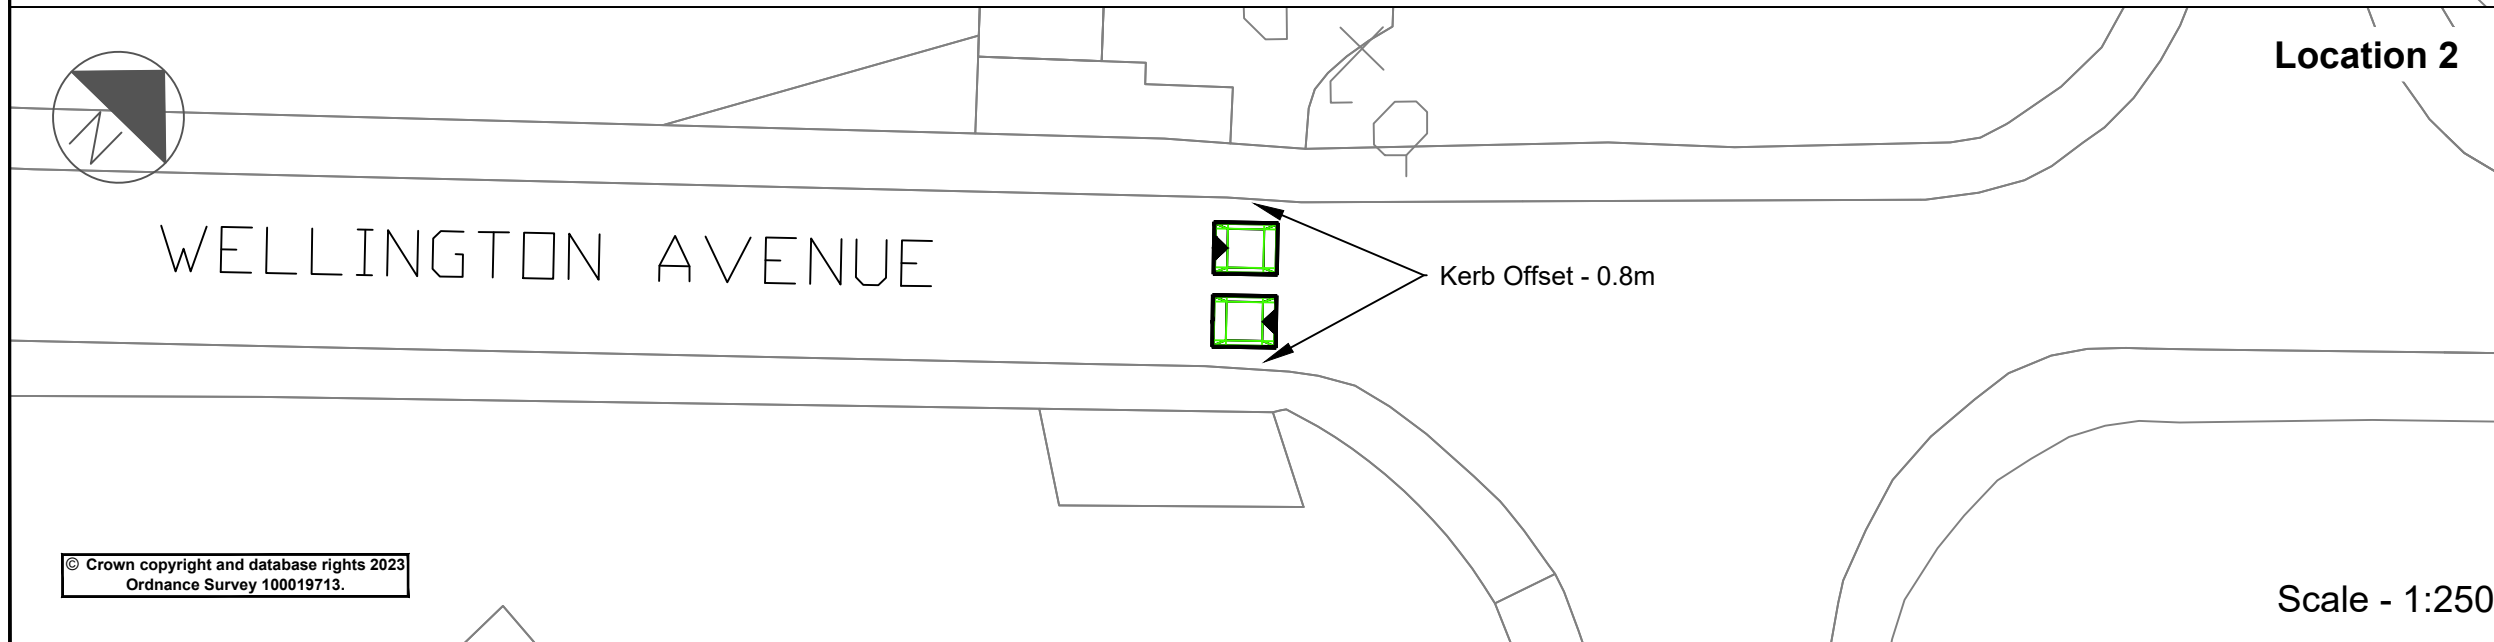 Location 2
N
WELLINGTON AVENUE
Kerb Offset - 0.8m
© Crown copyright and database rights 2023
Ordnance Survey 100019713.
Scale - 1:250